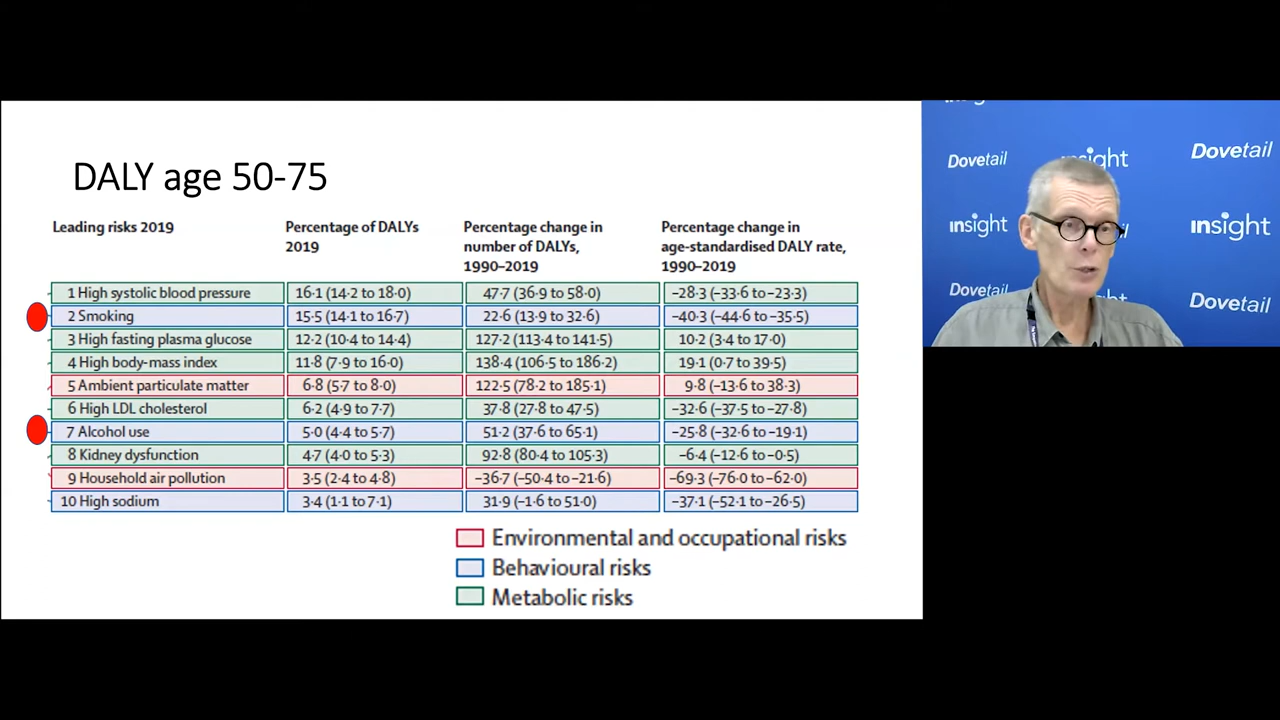 DALY age 50-75
Leading risks 2019
Percentage of DALYs
2019
Percentage change in
number of DALYs,
1990–2019
Percentage change in
age-standardised DALY rate,
1990–2019
1 High systolic blood pressure 16·1 (14·2 to 18·0) 47·7 (36·9 to 58·0) −28·3 (−33·6 to −23·3)
2 Smoking 15·5 (14·1 to 16·7) 22·6 (13·9 to 32·6) −40·3 (−44·6 to −35·5)
3 High fasting plasma glucose 12·2 (10·4 to 14·4) 127·2 (113·4 to 141·5) 10·2 (3·4 to 17·0)
4 High body-mass index 11·8 (7·9 to 16·0) 138·4 (106·5 to 186·2) 19·1 (0·7 to 39·5)
5 Ambient particulate matter 6·8 (5·7 to 8·0) 122·5 (78·2 to 185·1) 9·8 (−13·6 to 38·3)
6 High LDL cholesterol 6·2 (4·9 to 7·7) 37·8 (27·8 to 47·5) −32·6 (−37·5 to −27·8)
7 Alcohol use 5·0 (4·4 to 5·7) 51·2 (37·6 to 65·1) −25·8 (−32·6 to −19·1)
8 Kidney dysfunction 4·7 (4·0 to 5·3) 92·8 (80·4 to 105·3) −6·4 (−12·6 to −0·5)
9 Household air pollution 3·5 (2·4 to 4·8) −36·7 (−50·4 to −21·6) −69·3 (−76·0 to −62·0)
10 High sodium 3·4 (1·1 to 7·1) 31·9 (−1·6 to 51·0) −37·1 (−52·1 to −26·5)
Environmental and occupational risks
Behavioural risks
Metabolic risks
Dovetail insight Dovetail
insight insight
Dovetail Dovetail